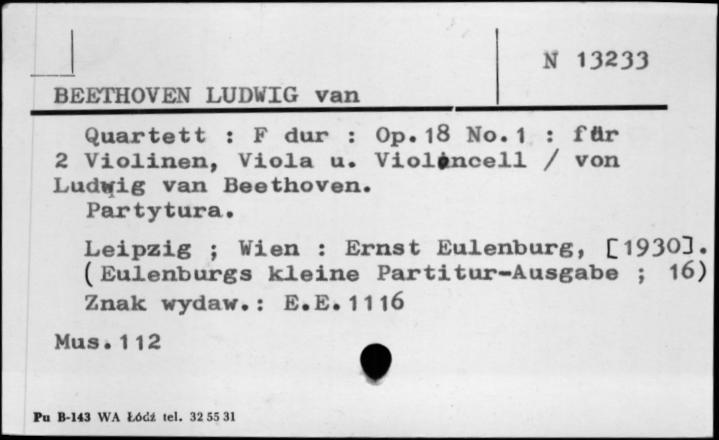 N 13233
BEETHOVEN LUDWIG van
Quartett : F dur : Op.18 No.1 : für
2 Violinen, Viola u. Violoncell / von
Ludwig van Beethoven.
Partytura.
Leipzig ; Wien : Ernst Eulenburg, [1930].
(Eulenburgs kleine Partitur-Ausgabe ; 16)
Znak wydaw.: E.E.1116
Mus.112
Pu B-143 WA Łódź tel. 32 55 31